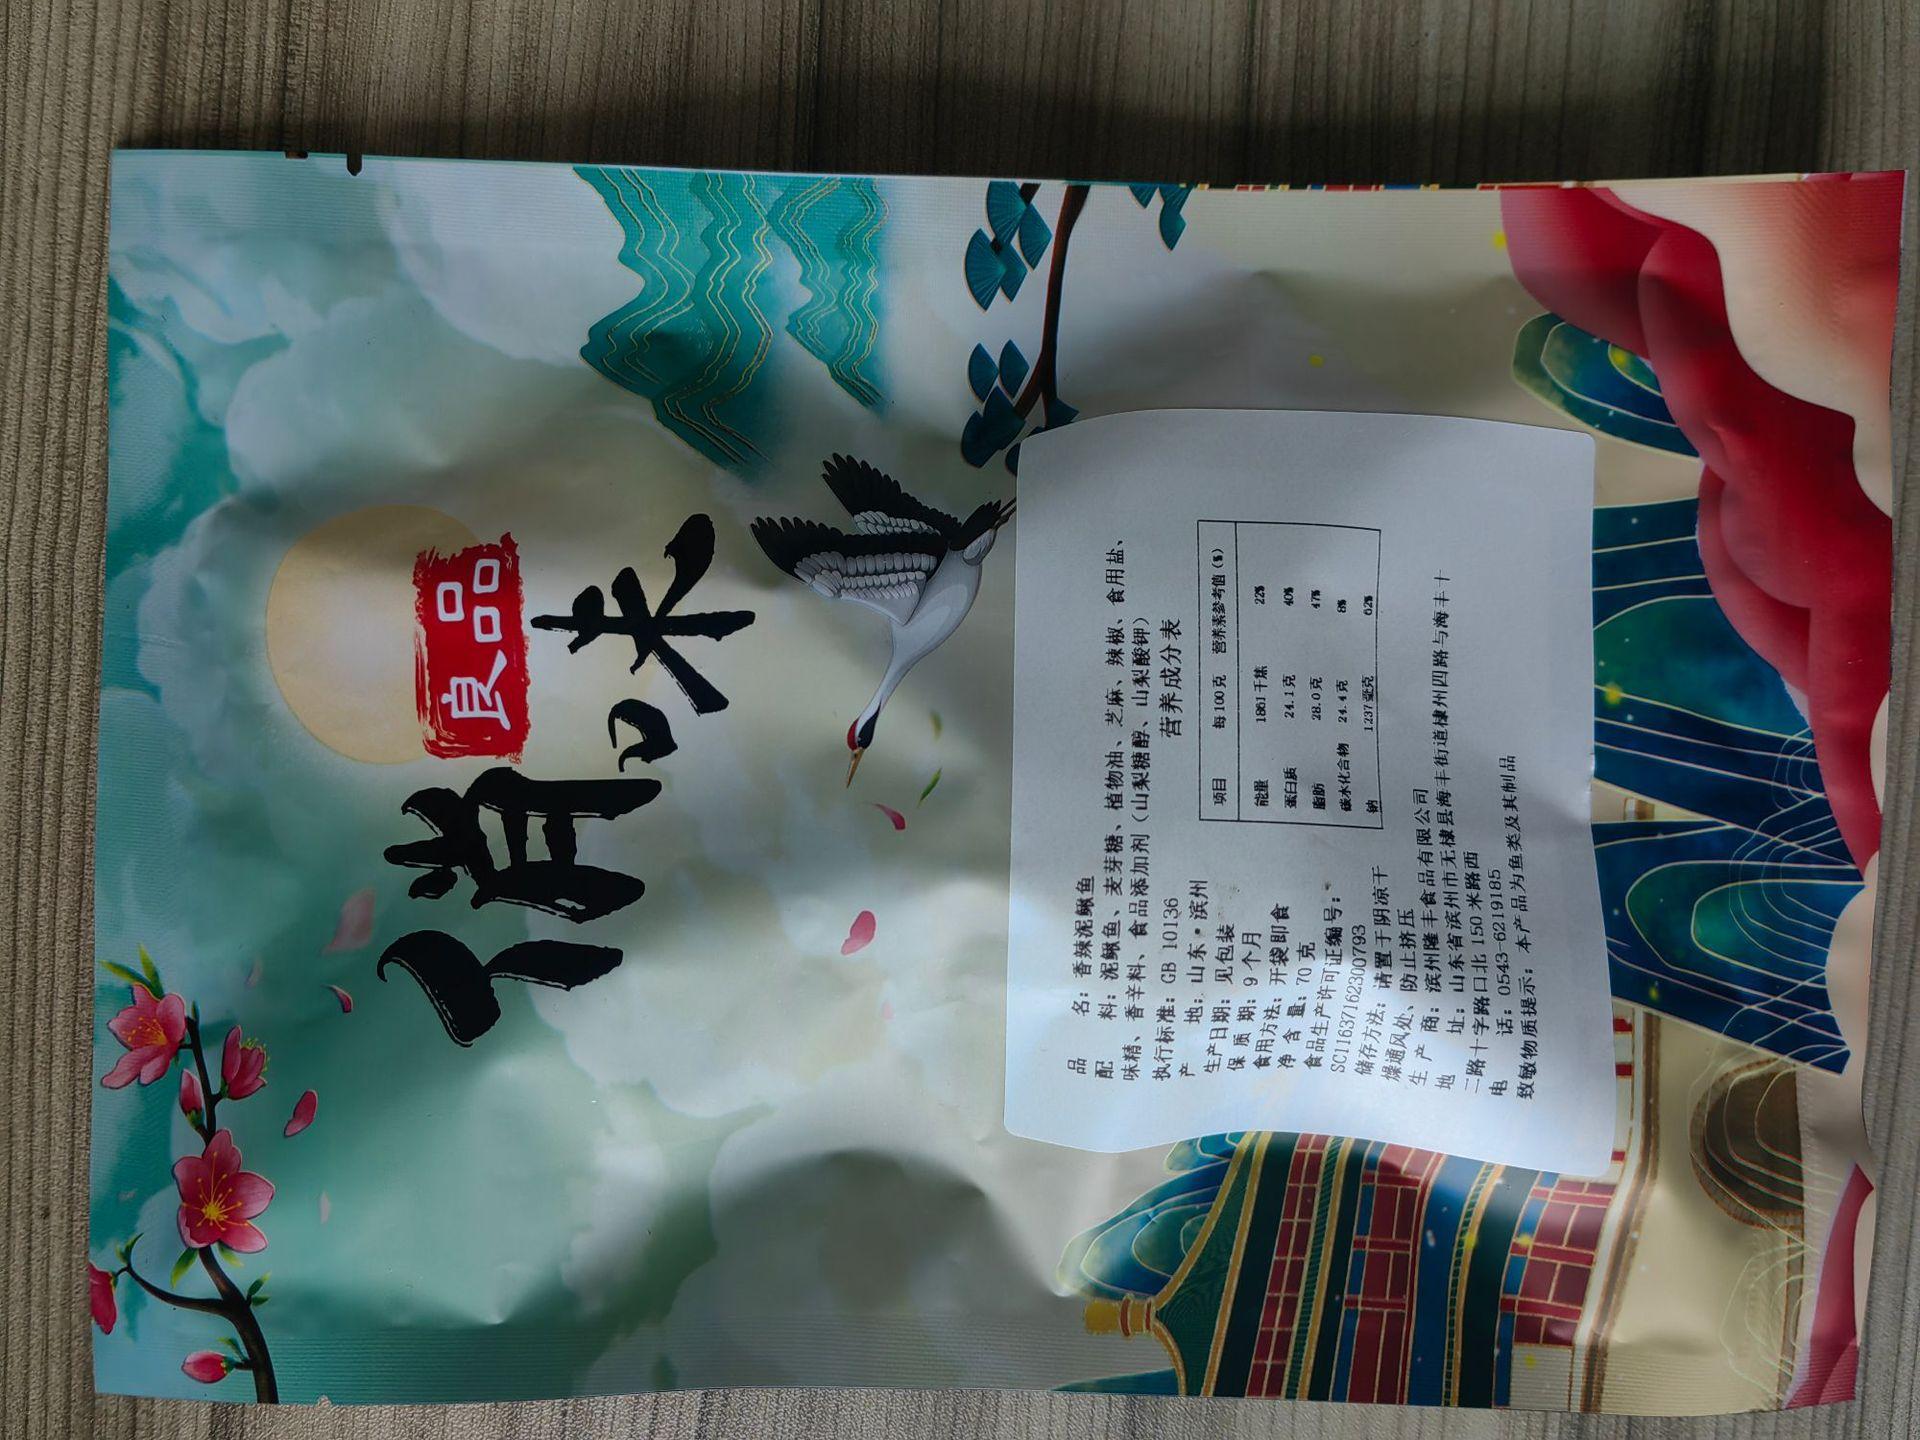 良品
俏味
品 名：香辣泥鳅鱼
配 料：泥鳅鱼、麦芽糖、植物油、芝麻、辣椒、食用盐、
味精、香辛料、食品添加剂（山梨糖醇、山梨酸钾）
执行标准：GB 10136
产 地：山东·滨州
生产日期：见包装
保 质 期：9 个月
食用方法：开袋即食
净 含 量：70 克
食品生产许可证编号：
SC11637162300793
储存方法：请置于阴凉干
燥通风处、防止挤压
生 产 商：滨州隆丰食品有限公司
地 址：山东省滨州市无棣县海丰街道棣州四路与海丰十
二路十字路口北 150 米路西
电 话：0543-6219185
致敏物质提示：本产品为鱼类及其制品
营养成分表
项目 每100克 营养素参考值(%)
能量 1861千焦 22%
蛋白质 24.1克 40%
脂肪 28.0克 47%
碳水化合物 24.4克 8%
钠 1237毫克 62%